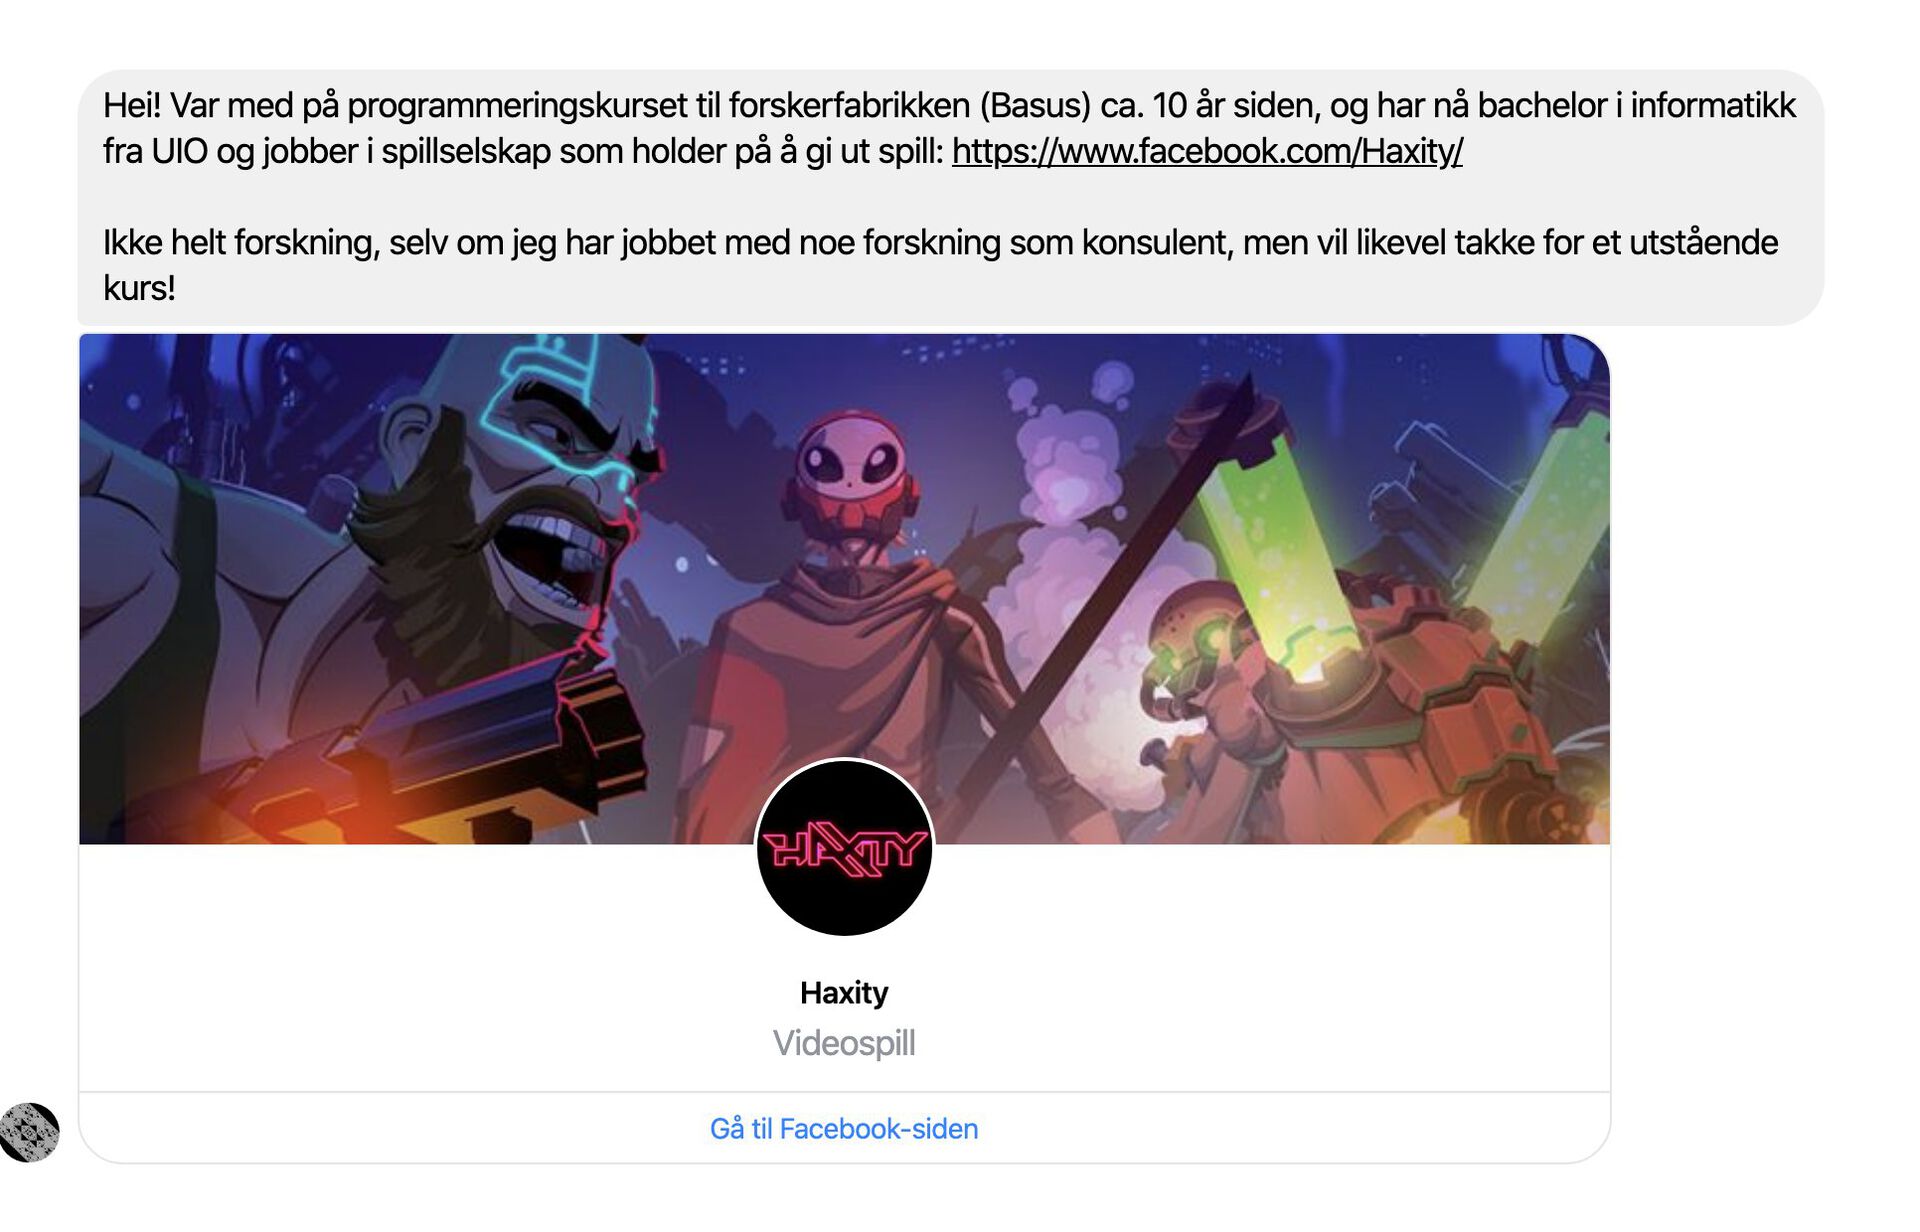 Hei! Var med på programmeringskurset til forskerfabrikken (Basus) ca. 10 år siden, og har nå bachelor i informatikk
fra UIO og jobber i spillselskap som holder på å gi ut spill: https://www.facebook.com/Haxity/
Ikke helt forskning, selv om jeg har jobbet med noe forskning som konsulent, men vil likevel takke for et utstående
kurs!
HAXITY
Haxity
Videospill
Gå til Facebook-siden